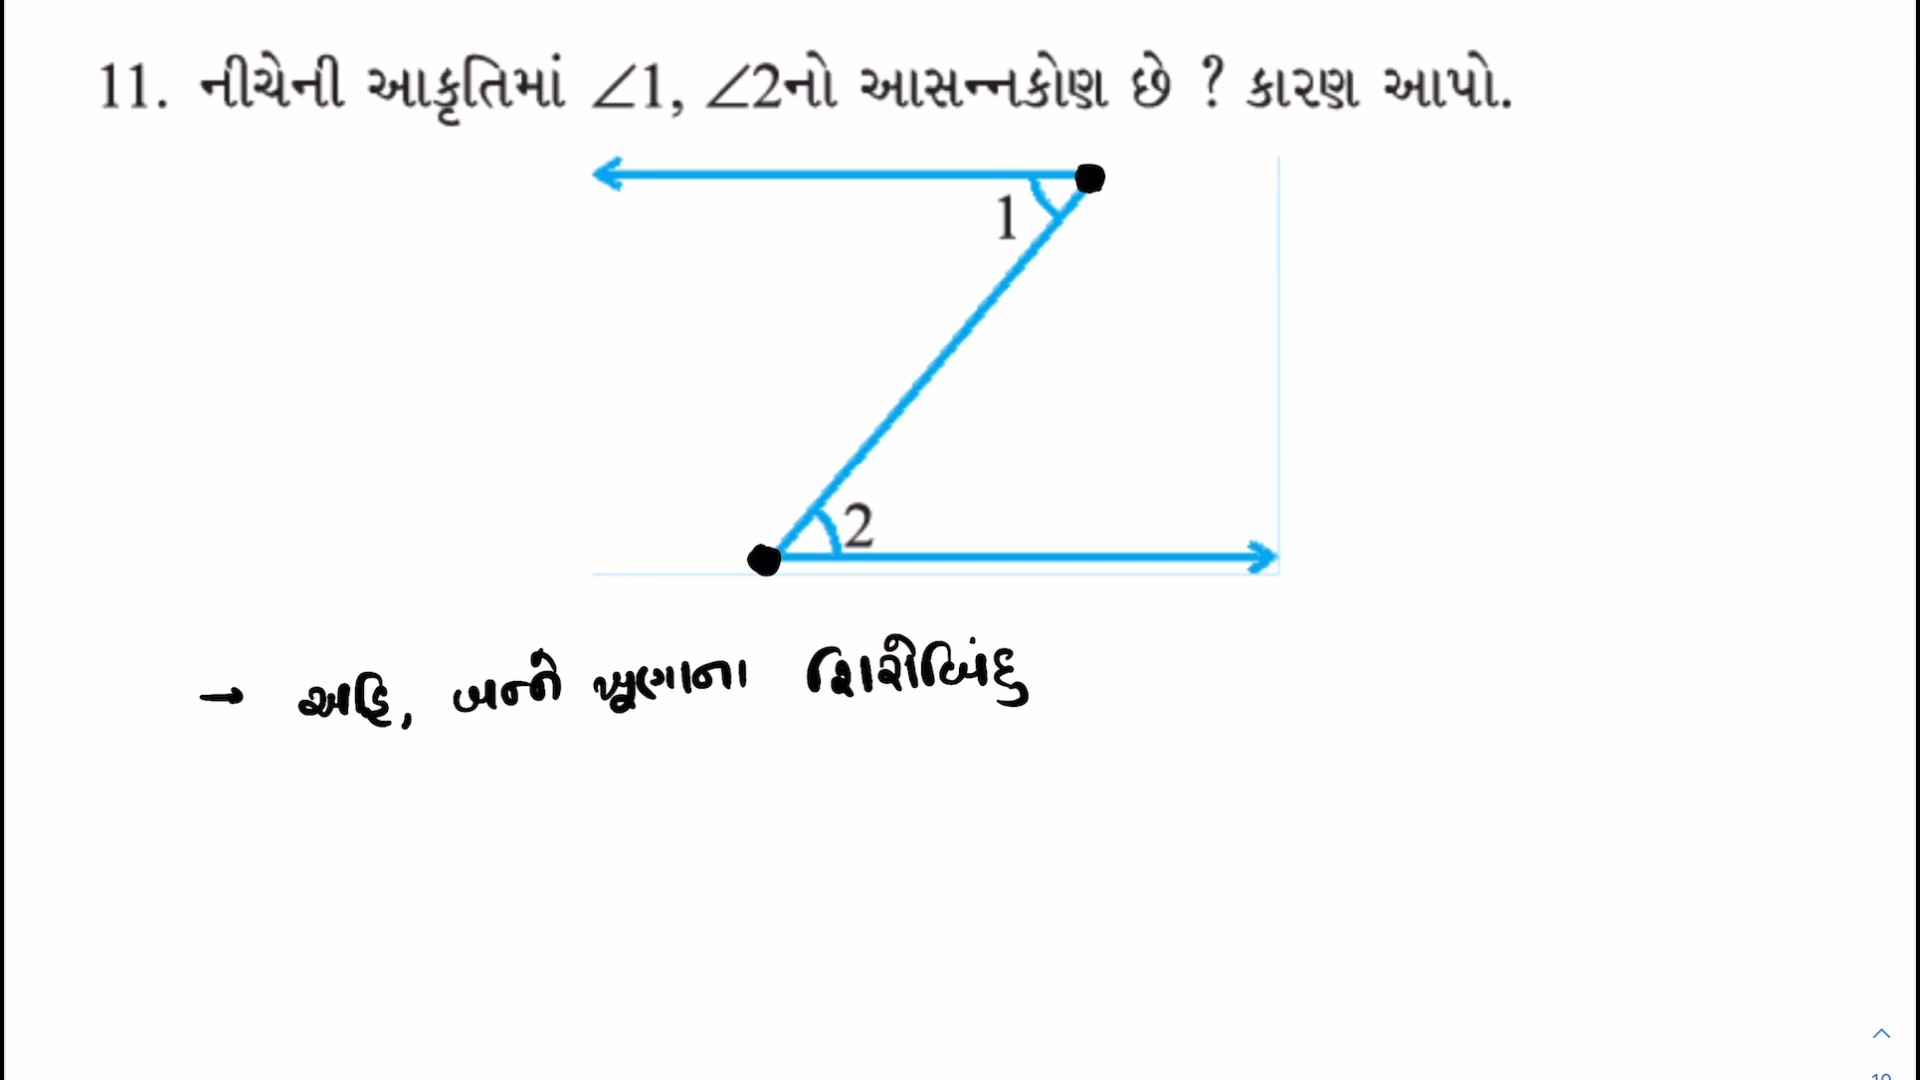 11. નીચેની આકૃતિમાં ∠1, ∠2નો આસન્નકોણ છે ? કારણ આપો.
1
2
→ અહિ, બન્ને ખૂણાના શિરોબિંદુ